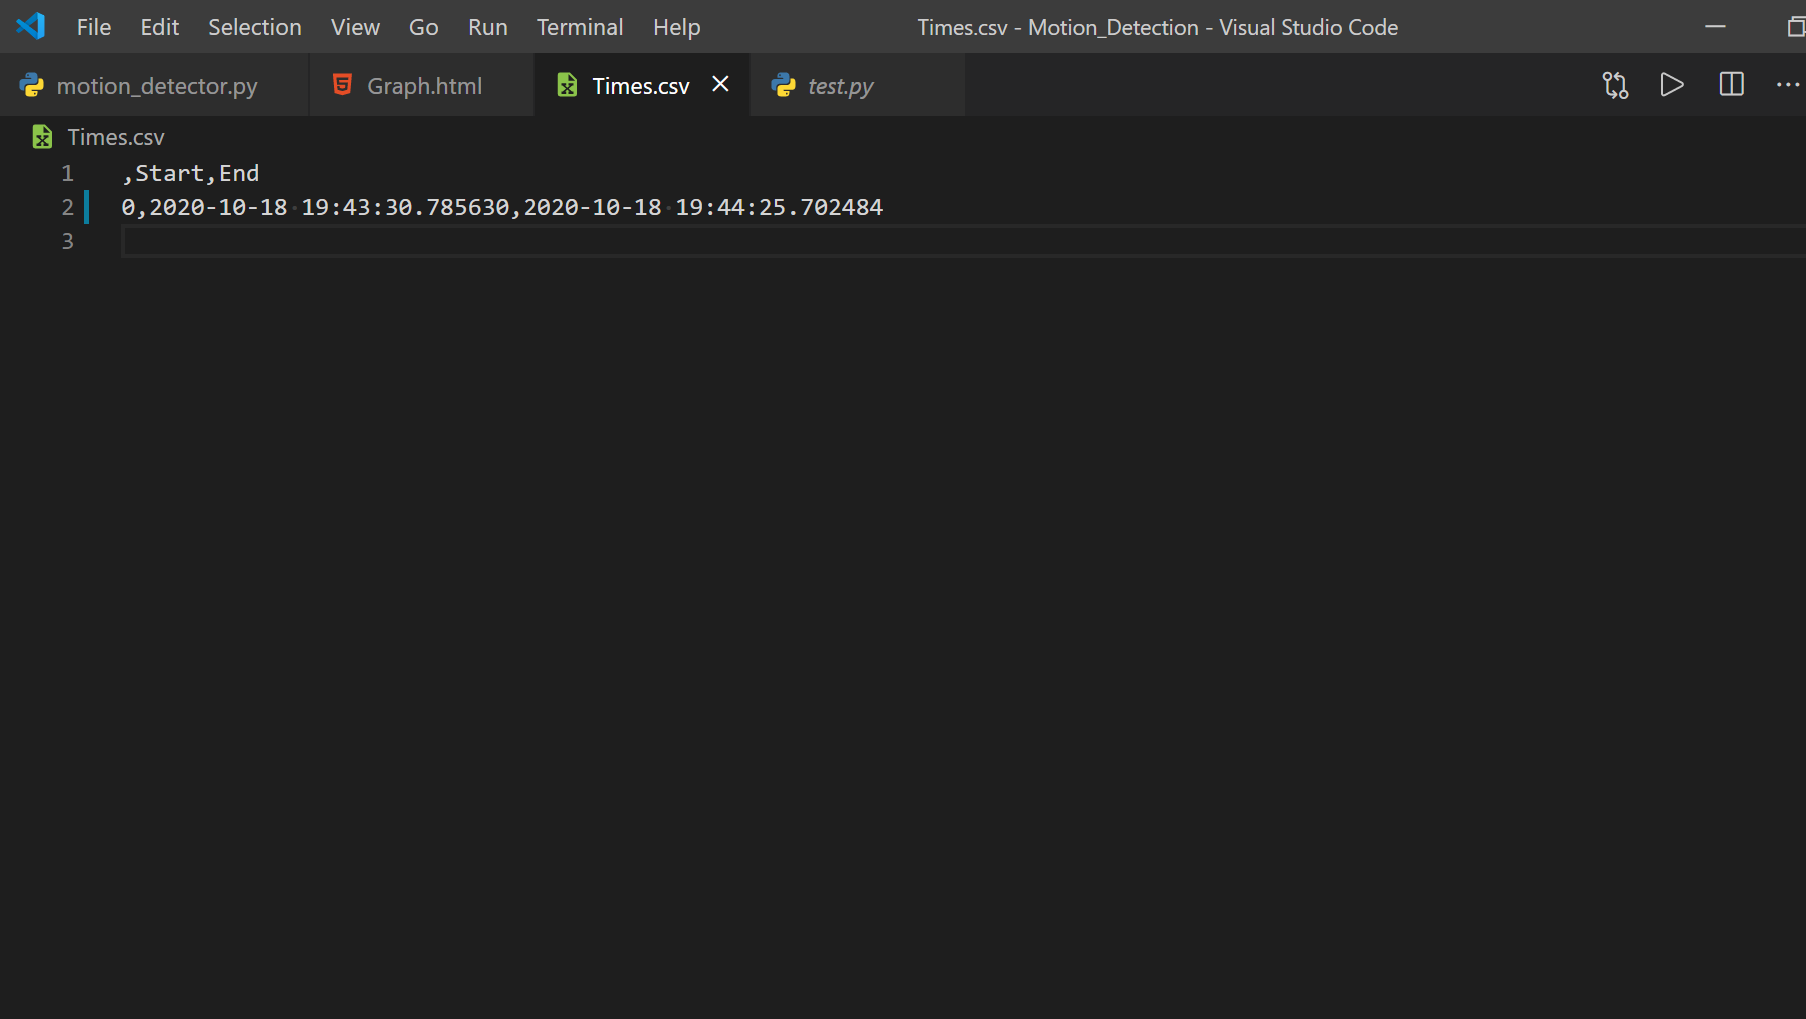 File Edit Selection View Go Run Terminal Help Times.csv - Motion_Detection - Visual Studio Code
motion_detector.py Graph.html Times.csv test.py
Times.csv
1 ,Start,End
2 0,2020-10-18 19:43:30.785630,2020-10-18 19:44:25.702484
3